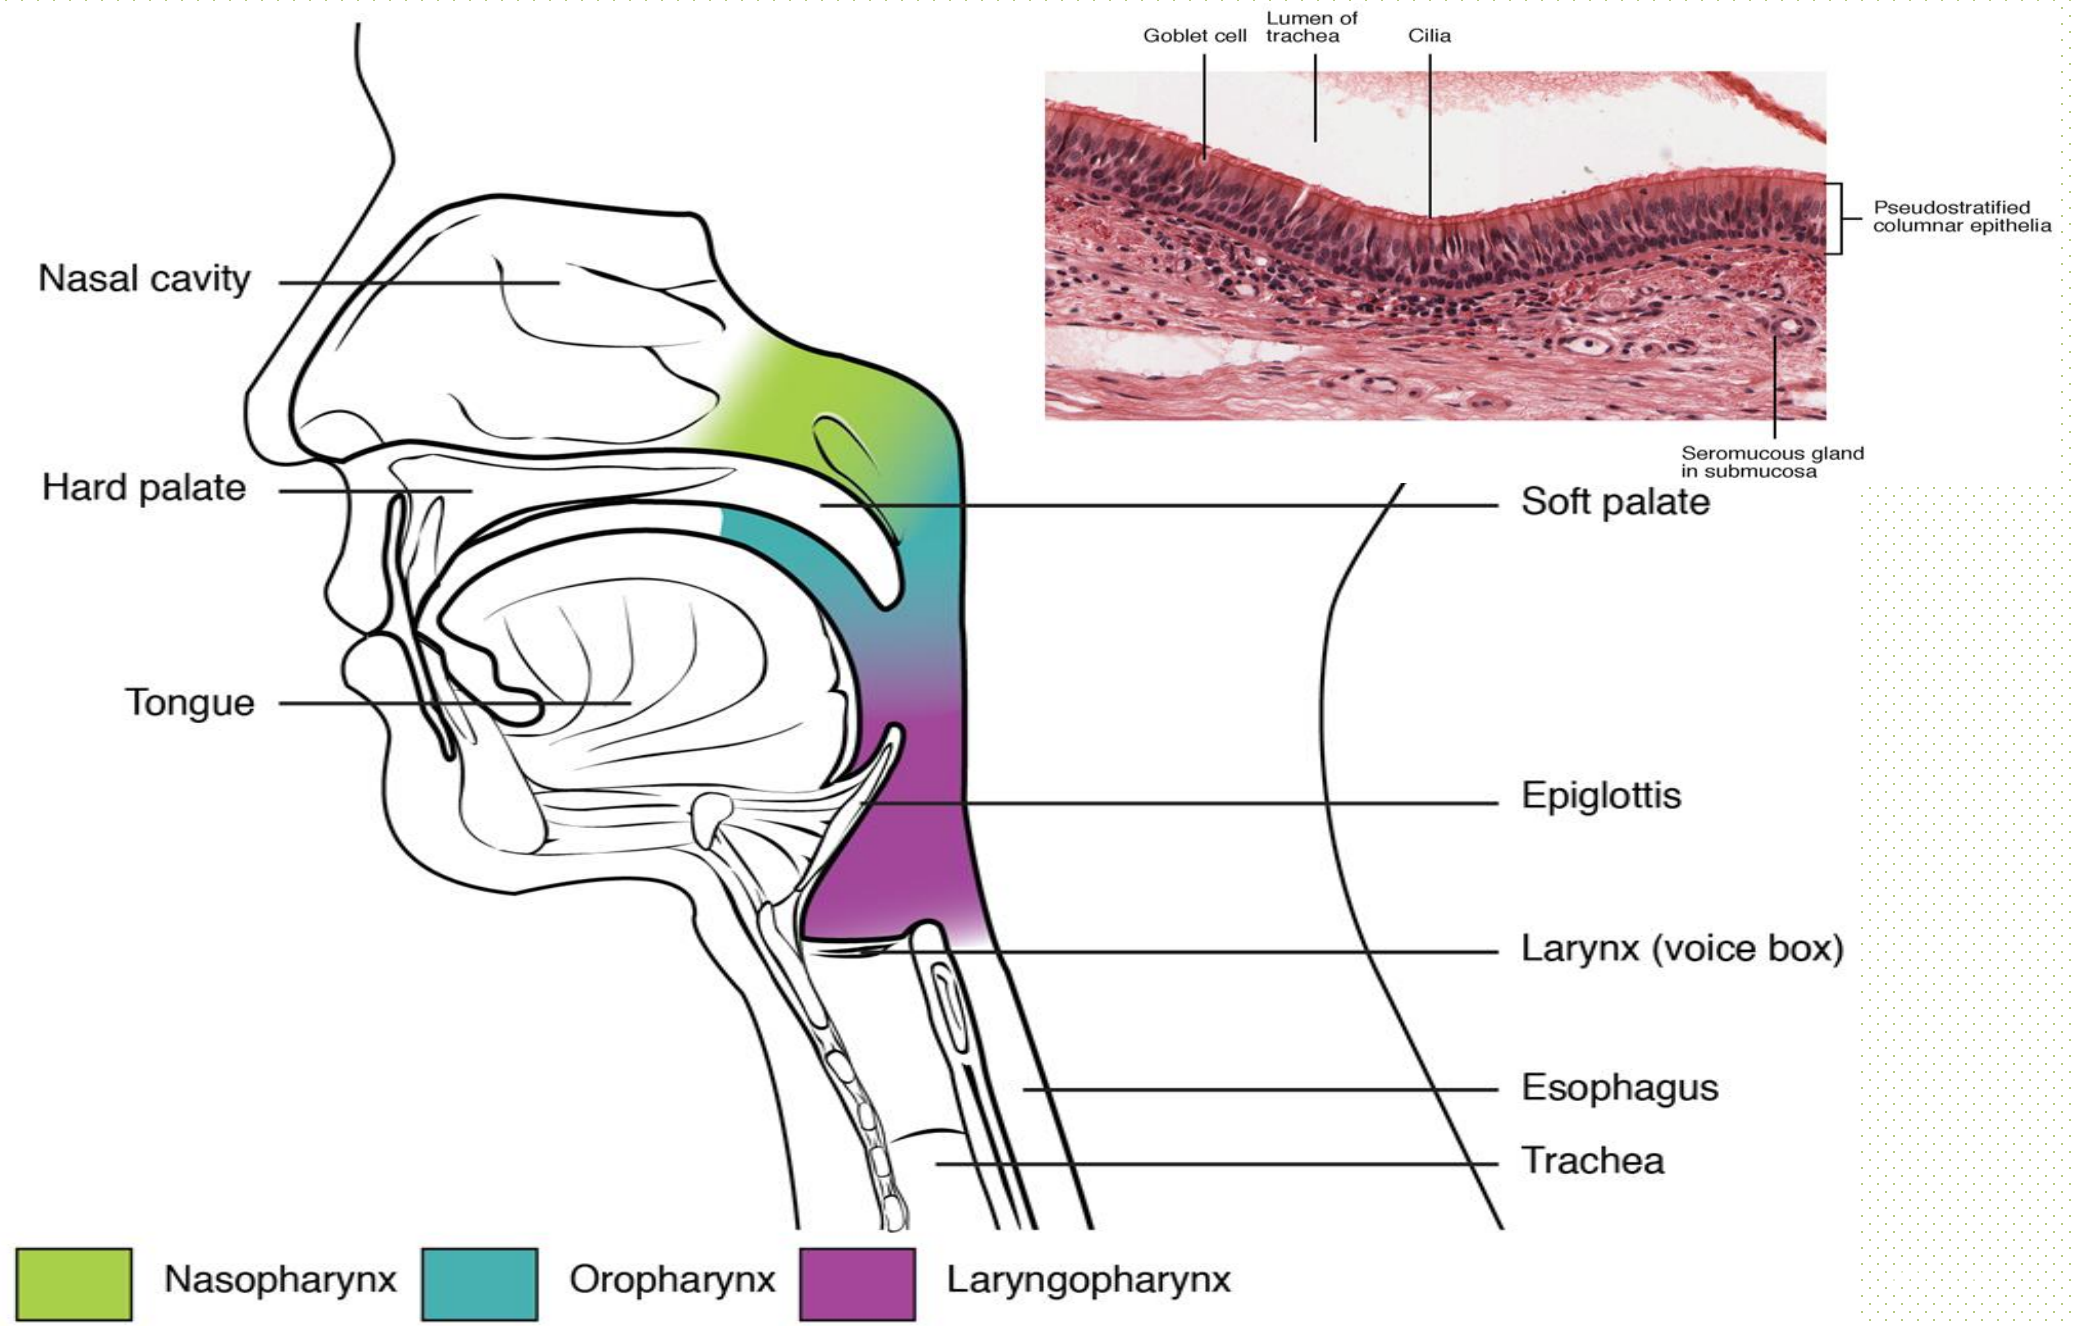 Goblet cell
Lumen of
trachea
Cilia
Pseudostratified
columnar epithelia
Seromucous gland
in submucosa
Nasal cavity
Hard palate
Tongue
Soft palate
Epiglottis
Larynx (voice box)
Esophagus
Trachea
Nasopharynx
Oropharynx
Laryngopharynx